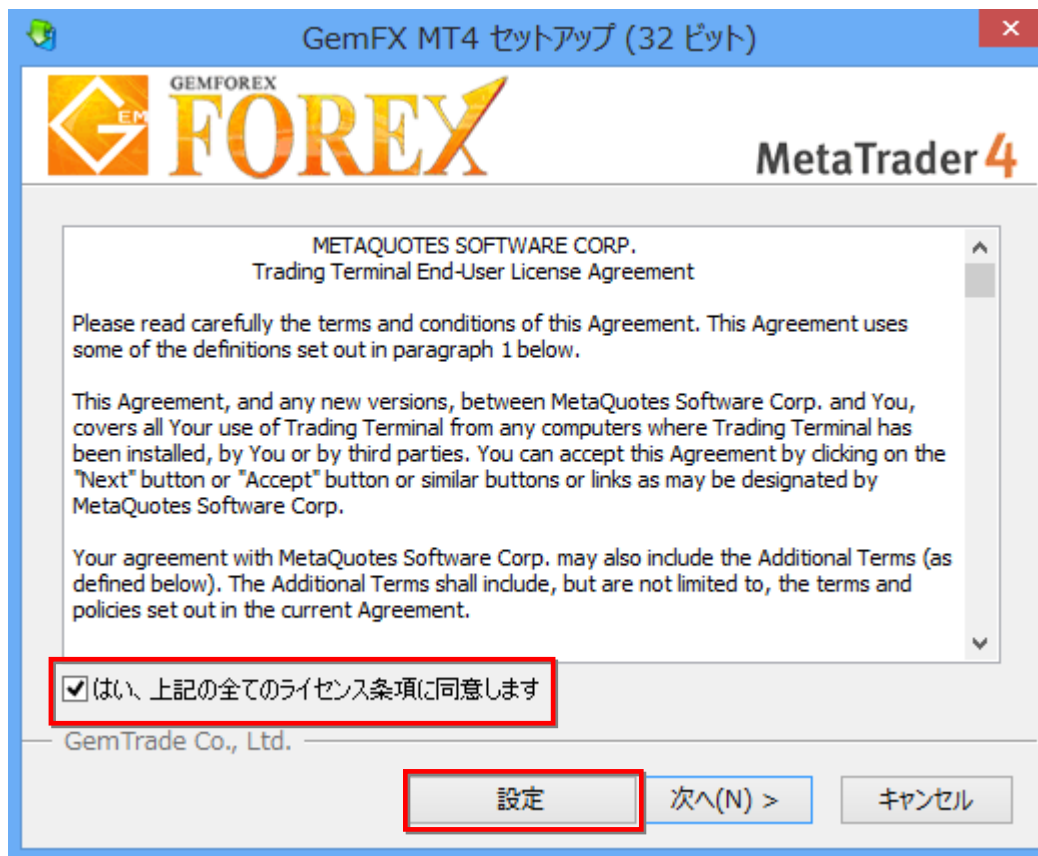 GemFX MT4 セットアップ (32 ビット)
GEMFOREX
GEM FOREX
MetaTrader 4
METAQUOTES SOFTWARE CORP.
Trading Terminal End-User License Agreement
Please read carefully the terms and conditions of this Agreement. This Agreement uses
some of the definitions set out in paragraph 1 below.
This Agreement, and any new versions, between MetaQuotes Software Corp. and You,
covers all Your use of Trading Terminal from any computers where Trading Terminal has
been installed, by You or by third parties. You can accept this Agreement by clicking on the
"Next" button or "Accept" button or similar buttons or links as may be designated by
MetaQuotes Software Corp.
Your agreement with MetaQuotes Software Corp. may also include the Additional Terms (as
defined below). The Additional Terms shall include, but are not limited to, the terms and
policies set out in the current Agreement.
はい、上記の全てのライセンス条項に同意します
GemTrade Co., Ltd.
設定 次へ(N) > キャンセル